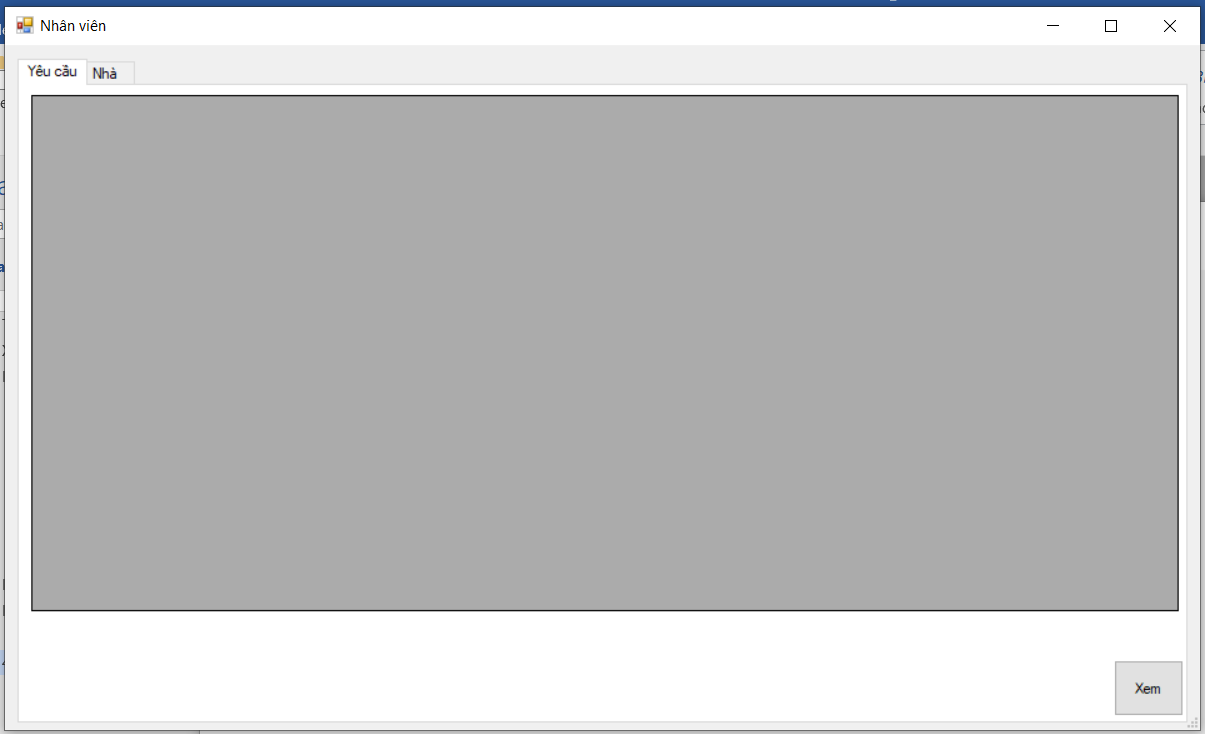 Nhân viên
Yêu cầu
Nhà
Xem